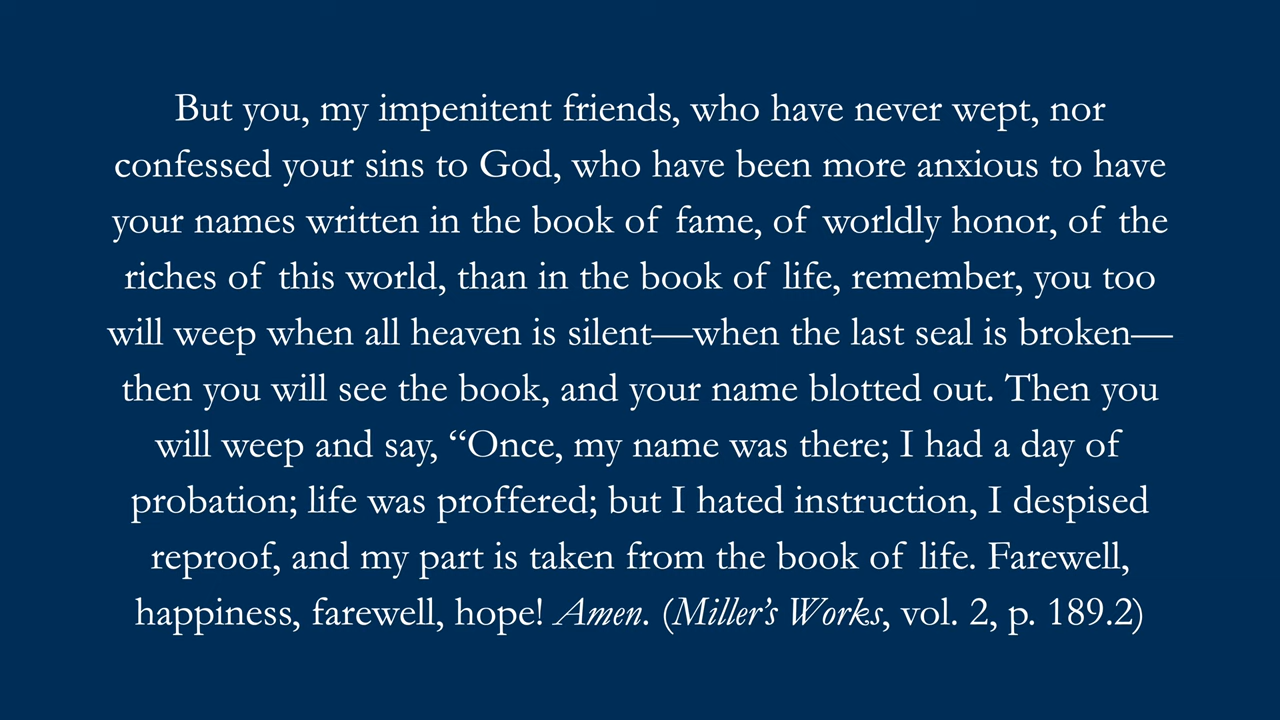 But you, my impenitent friends, who have never wept, nor
confessed your sins to God, who have been more anxious to have
your names written in the book of fame, of worldly honor, of the
riches of this world, than in the book of life, remember, you too
will weep when all heaven is silent—when the last seal is broken—
then you will see the book, and your name blotted out. Then you
will weep and say, “Once, my name was there; I had a day of
probation; life was proffered; but I hated instruction, I despised
reproof, and my part is taken from the book of life. Farewell,
happiness, farewell, hope! Amen. (Miller’s Works, vol. 2, p. 189.2)